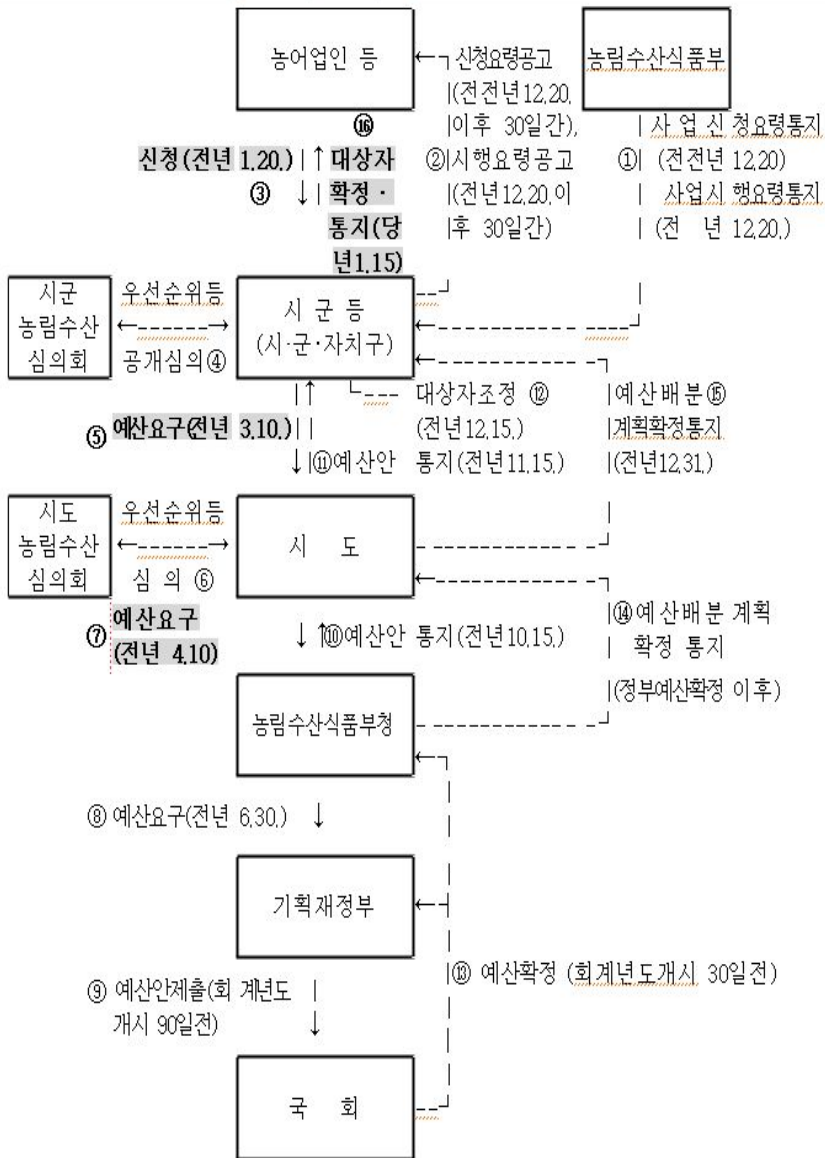 농어업인 등
농림수산식품부
신청요령공고
(전전년12.20.
이후 30일간),
②시행요령공고
(전년12.20.이
후 30일간)
사 업 신 청요령통지
① (전전년 12.20)
사업시 행요령통지
(전 년 12.20.)
신청(전년 1.20.)
③
⑯
대상자
확정 ·
통지(당
년1.15)
시군
농림수산
심의회
우선순위등
공개심의④
시 군 등
(시·군·자치구)
대상자조정 ⑫
(전년12.15.)
예산배분⑮
계획확정통지
(전년12.31.)
⑤ 예산요구(전년 3.10.)
⑪예산안 통지(전년11.15.)
시도
농림수산
심의회
우선순위등
심 의 ⑥
시 도
⑦ 예산요구
(전년 4.10)
⑩예산안 통지(전년10.15.)
⑭예산배분 계획
확정 통지
(정부예산확정 이후)
농림수산식품부청
⑧ 예산요구(전년 6.30.)
기획재정부
⑨ 예산안제출(회 계년도
개시 90일전)
⑬ 예산확정 (회계년도개시 30일전)
국 회